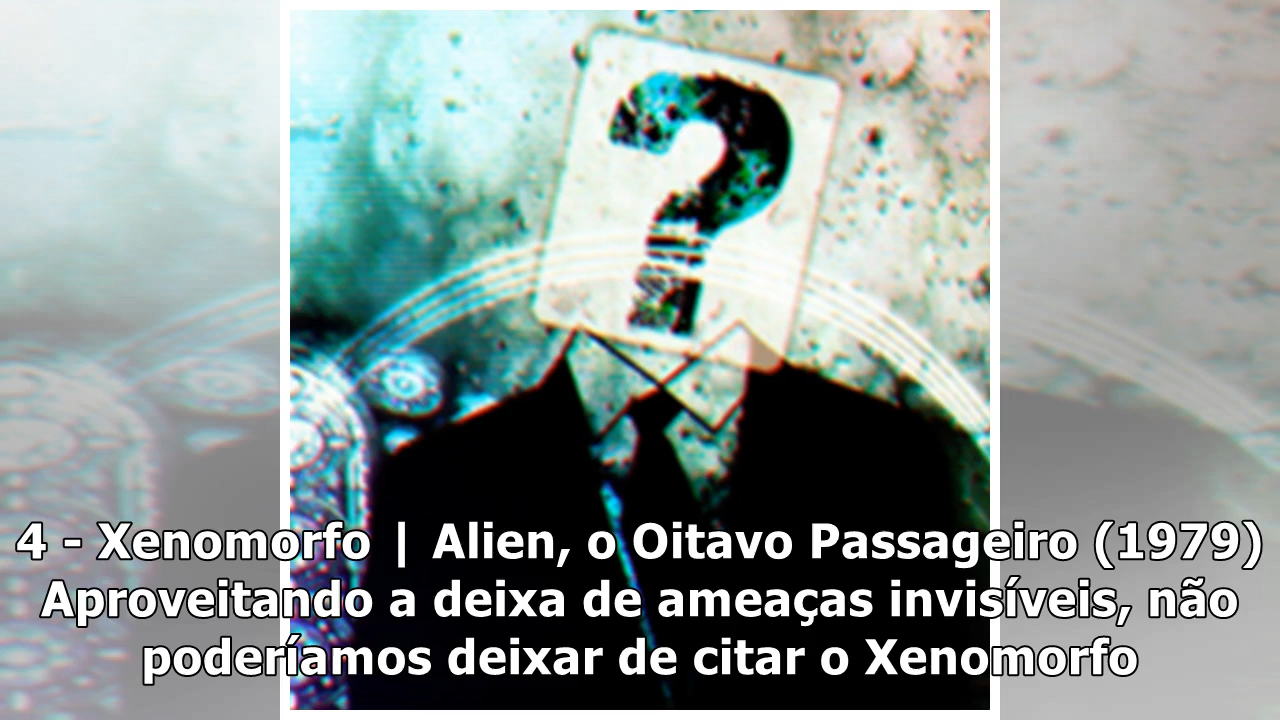 ?
4 - Xenomorfo | Alien, o Oitavo Passageiro (1979)
Aproveitando a deixa de ameaças invisíveis, não
poderíamos deixar de citar o Xenomorfo